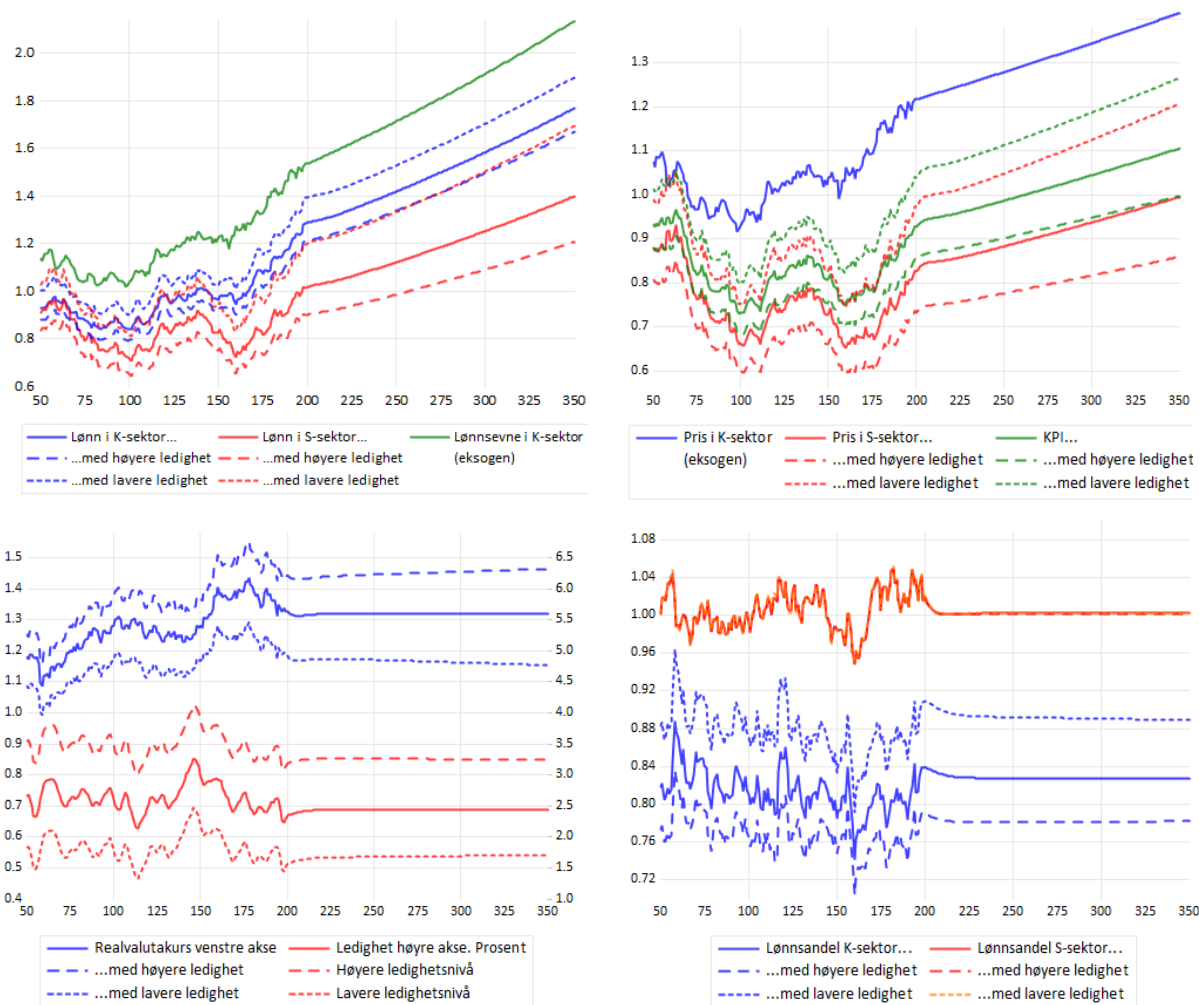 2.0
1.8
1.6
1.4
1.2
1.0
0.8
0.6
50 75 100 125 150 175 200 225 250 275 300 325 350
Lønn i K-sektor... Lønn i S-sektor... Lønnsevne i K-sektor
...med høyere ledighet ...med høyere ledighet (eksogen)
...med lavere ledighet ...med lavere ledighet
1.3
1.2
1.1
1.0
0.9
0.8
0.7
0.6
50 75 100 125 150 175 200 225 250 275 300 325 350
Pris i K-sektor Pris i S-sektor... KPI...
(eksogen) ...med høyere ledighet ...med høyere ledighet
...med lavere ledighet ...med lavere ledighet
1.5 6.5
1.4 6.0
1.3 5.5
1.2 5.0
1.1 4.5
1.0 4.0
0.9 3.5
0.8 3.0
0.7 2.5
0.6 2.0
0.5 1.5
0.4 1.0
50 75 100 125 150 175 200 225 250 275 300 325 350
Realvalutakurs venstre akse Ledighet høyre akse. Prosent
...med høyere ledighet Høyere ledighetsnivå
...med lavere ledighet Lavere ledighetsnivå
1.08
1.04
1.00
0.96
0.92
0.88
0.84
0.80
0.76
0.72
50 75 100 125 150 175 200 225 250 275 300 325 350
Lønnsandel K-sektor... Lønnsandel S-sektor...
...med høyere ledighet ...med høyere ledighet
...med lavere ledighet ...med lavere ledighet